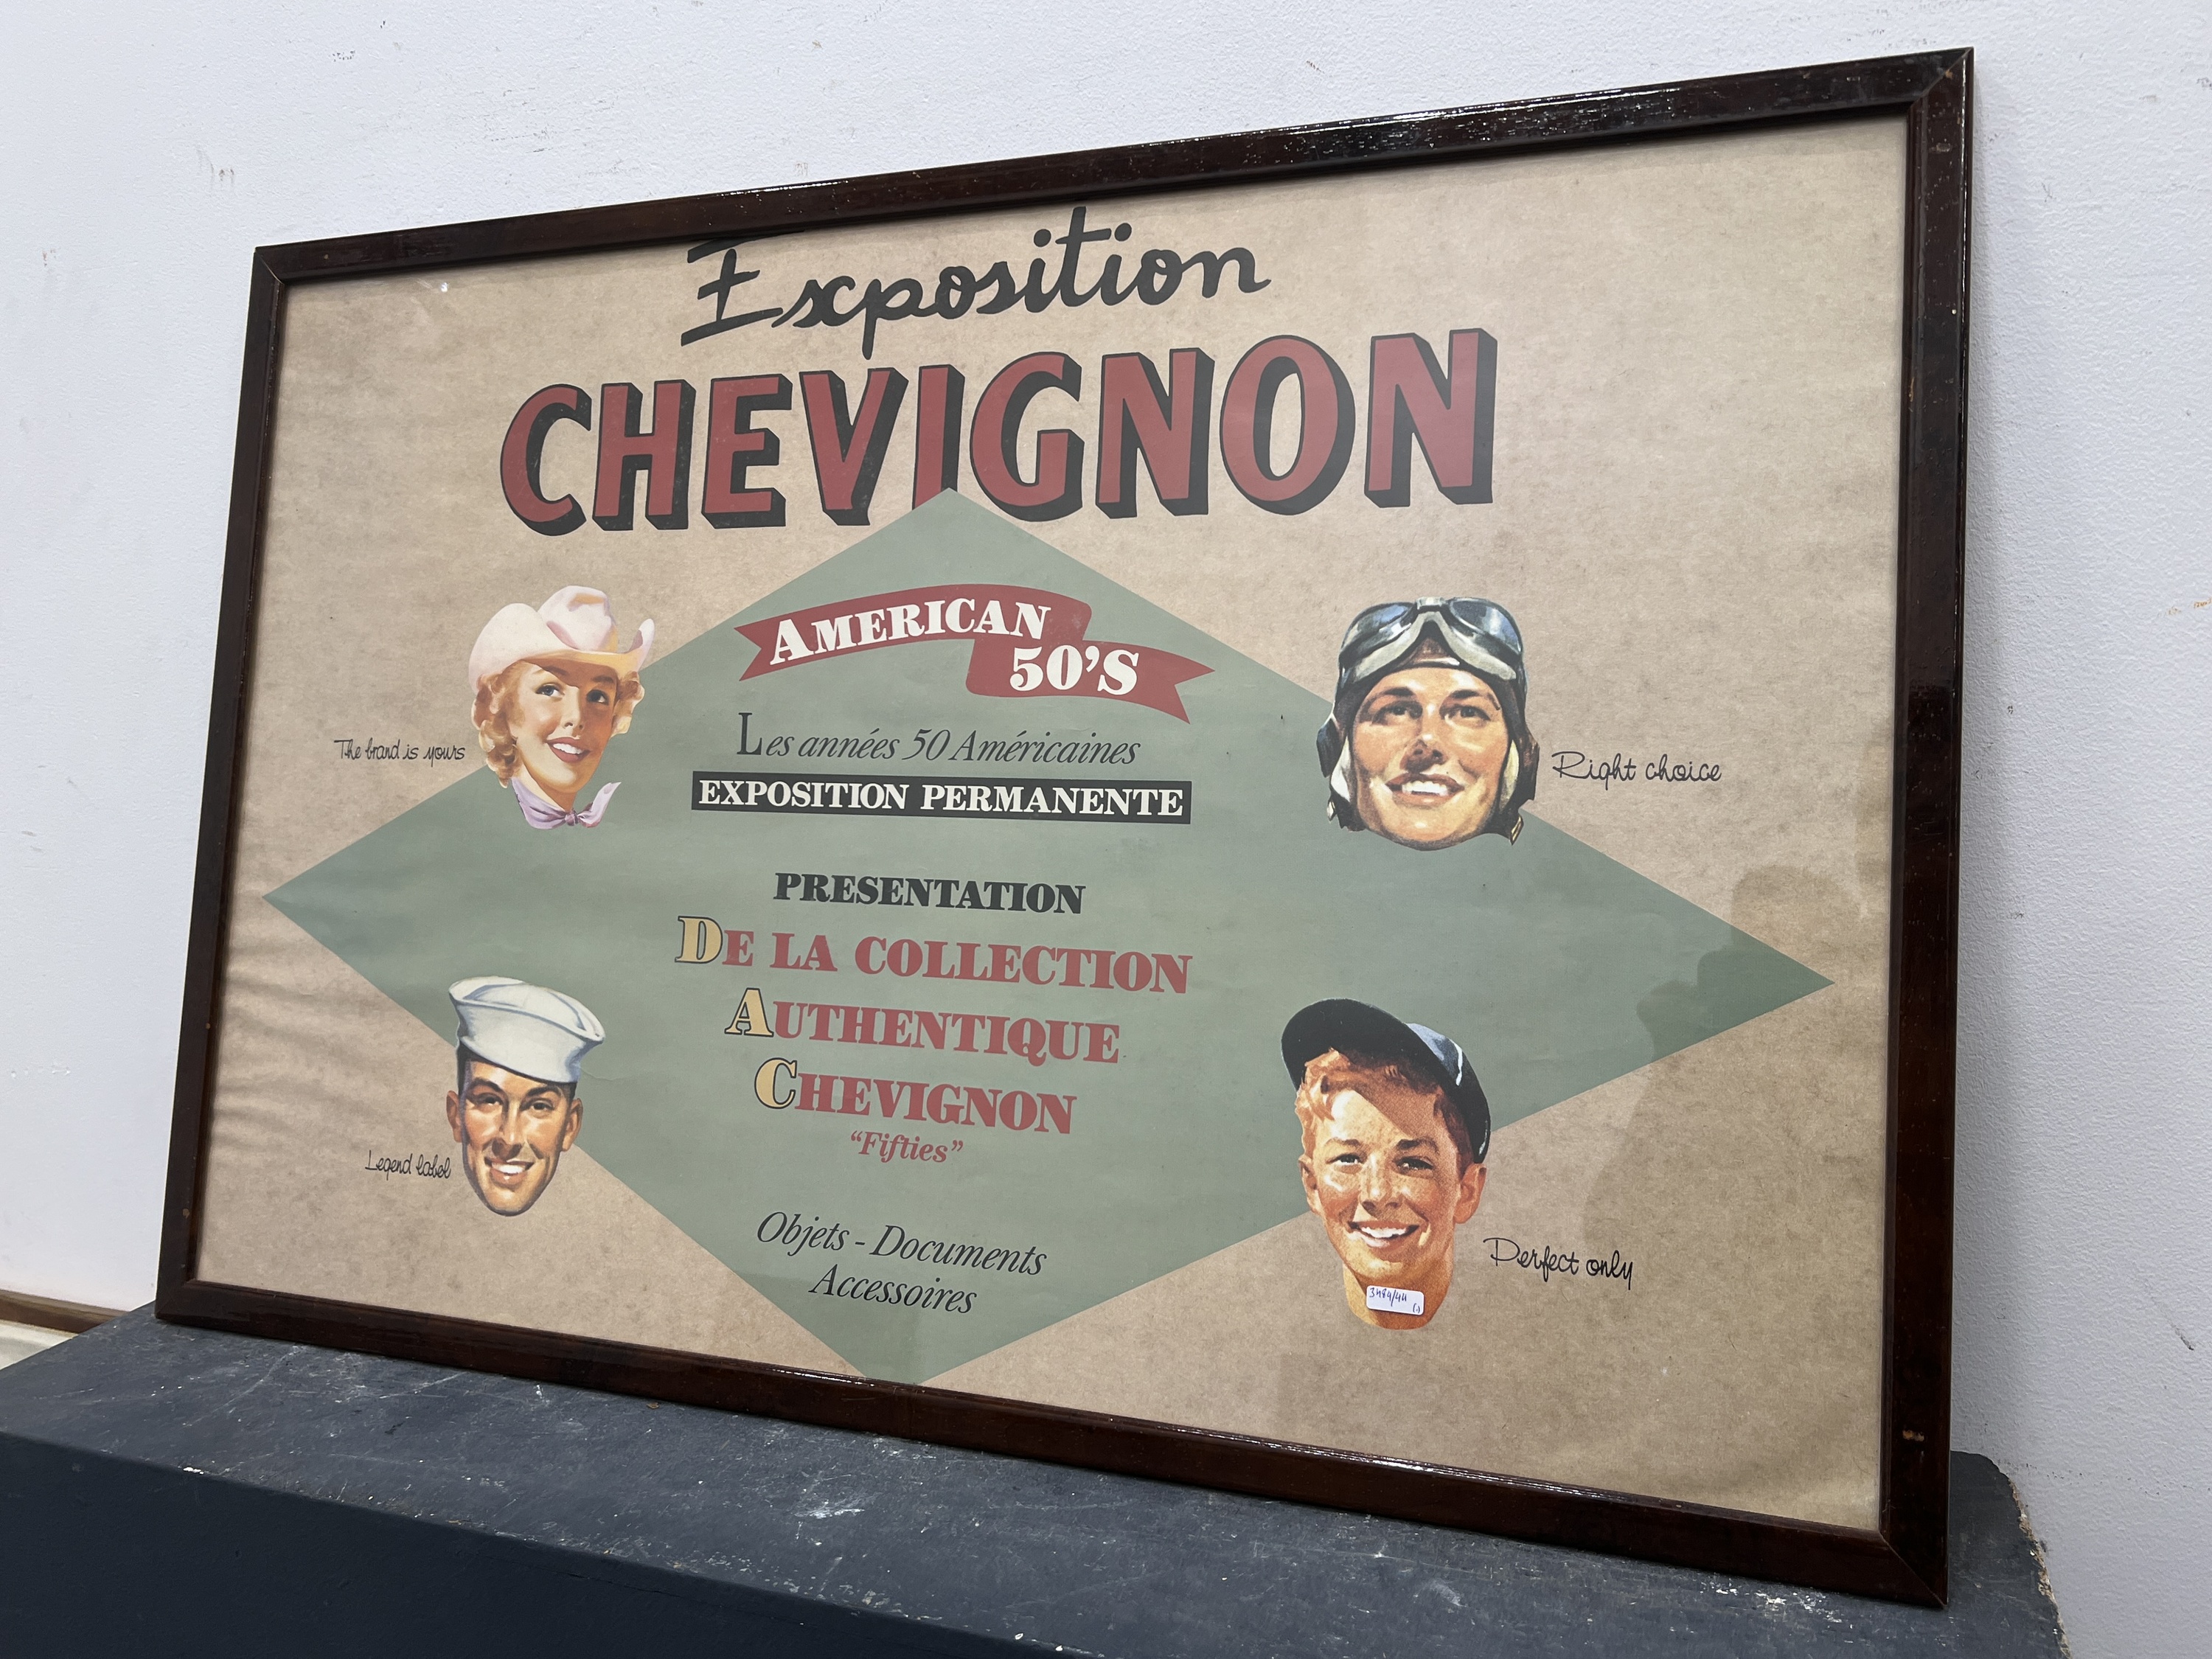 Exposition
CHEVIGNON
AMERICAN
50'S
Les années 50 Américaines
EXPOSITION PERMANENTE
The brand is yours
Right choice
PRESENTATION
DE LA COLLECTION
AUTHENTIQUE
CHEVIGNON
“Fifties”
Legend label
Objets - Documents
Accessoires
Perfect only